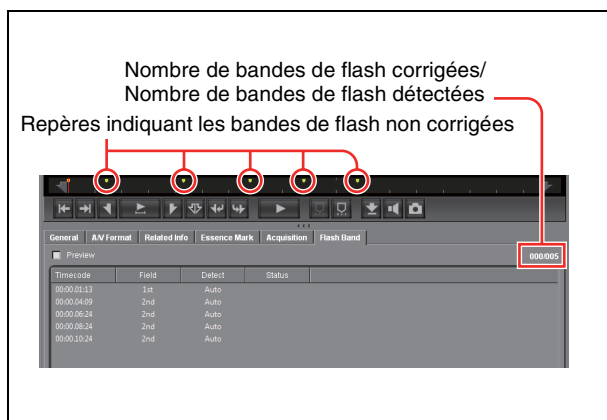 Nombre de bandes de flash corrigées/
Nombre de bandes de flash détectées
Repères indiquant les bandes de flash non corrigées
General A/V Format Related Info Essence Mark Acquisition Flash Band
Preview 000/005
Timecode Field Detect Status
00:00.01:13 1st Auto
00:00.04:09 2nd Auto
00:00.06:24 2nd Auto
00:00.08:24 2nd Auto
00:00.10:24 2nd Auto